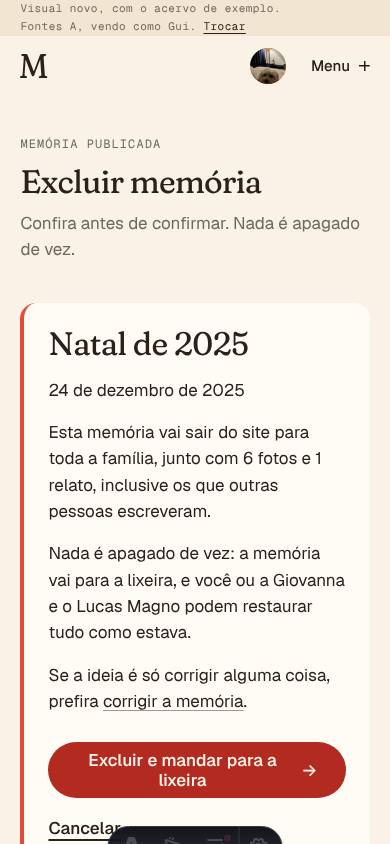 Visual novo, com o acervo de exemplo.
Fontes A, vendo como Gui. Trocar
M
Menu +
MEMÓRIA PUBLICADA
Excluir memória
Confira antes de confirmar. Nada é apagado
de vez.
Natal de 2025
24 de dezembro de 2025
Esta memória vai sair do site para
toda a família, junto com 6 fotos e 1
relato, inclusive os que outras
pessoas escreveram.
Nada é apagado de vez: a memória
vai para a lixeira, e você ou a Giovanna
e o Lucas Magno podem restaurar
tudo como estava.
Se a ideia é só corrigir alguma coisa,
prefira corrigir a memória.
Excluir e mandar para a
lixeira →
Cancelar